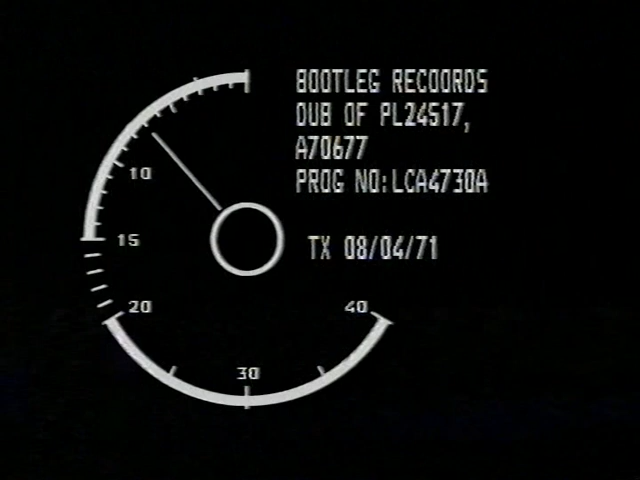 BOOTLEG RECOORDS
DUB OF PL24517,
A70677
PROG NO:LCA4730A
TX 08/04/71
10
15
20
30
40